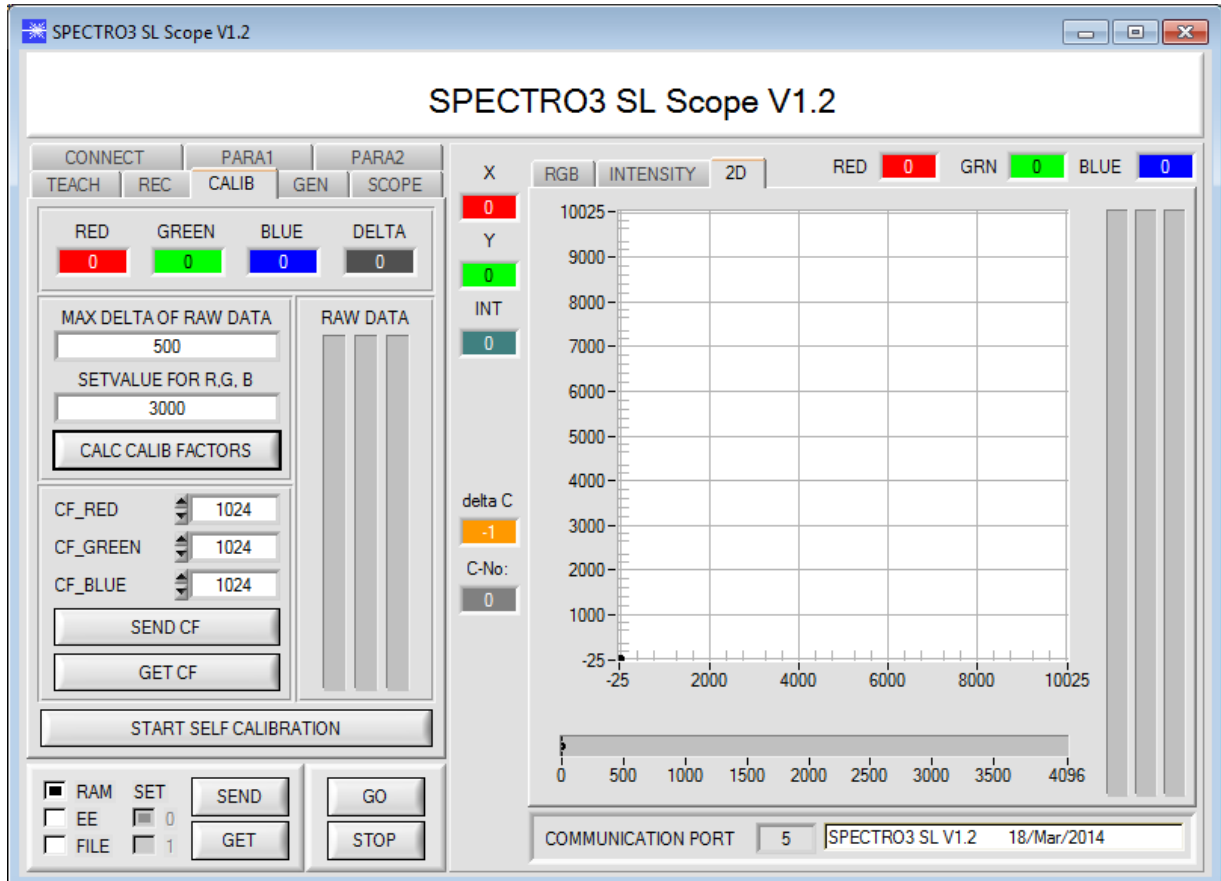 SPECTRO3 SL Scope V1.2
SPECTRO3 SL Scope V1.2
CONNECT PARA1 PARA2
TEACH REC CALIB GEN SCOPE
RED GREEN BLUE DELTA
0 0 0 0
MAX DELTA OF RAW DATA
500
SETVALUE FOR R,G, B
3000
CALC CALIB FACTORS
RAW DATA
CF_RED 1024
CF_GREEN 1024
CF_BLUE 1024
SEND CF
GET CF
START SELF CALIBRATION
RAM SET SEND GO
EE 0
FILE 1 GET STOP
X
0
Y
0
INT
0
delta C
-1
C-No:
0
RGB INTENSITY 2D RED 0 GRN 0 BLUE 0
10025
9000
8000
7000
6000
5000
4000
3000
2000
1000
-25
-25 2000 4000 6000 8000 10025
0 500 1000 1500 2000 2500 3000 3500 4096
COMMUNICATION PORT 5 SPECTRO3 SL V1.2 18/Mar/2014